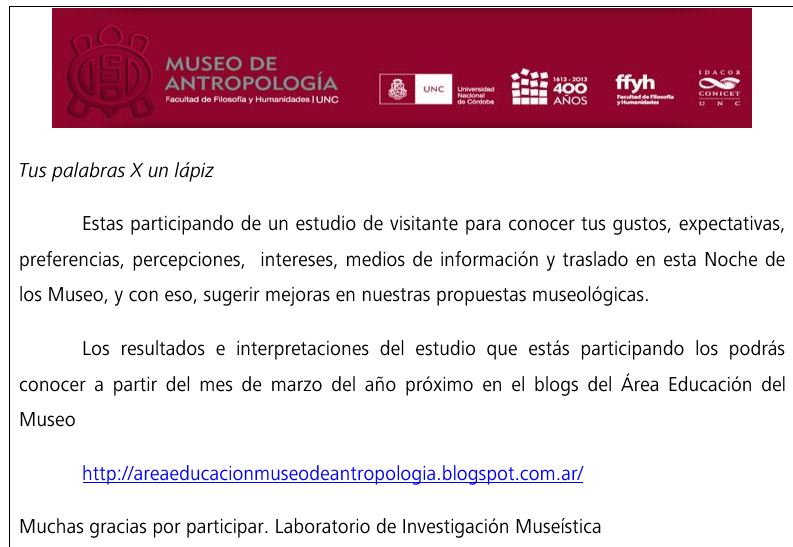 MUSEO DE
ANTROPOLOGÍA
Facultad de Filosofía y Humanidades | UNC
UNC
Universidad
Nacional
de Córdoba
1613 - 2013
400
AÑOS
ffyh
Facultad de Filosofía
y Humanidades
IDACOR
CONICET
UNC
Tus palabras X un lápiz
Estas participando de un estudio de visitante para conocer tus gustos, expectativas,
preferencias, percepciones, intereses, medios de información y traslado en esta Noche de
los Museo, y con eso, sugerir mejoras en nuestras propuestas museológicas.
Los resultados e interpretaciones del estudio que estás participando los podrás
conocer a partir del mes de marzo del año próximo en el blogs del Área Educación del
Museo
http://areaeducacionmuseodeantropologia.blogspot.com.ar/
Muchas gracias por participar. Laboratorio de Investigación Museística